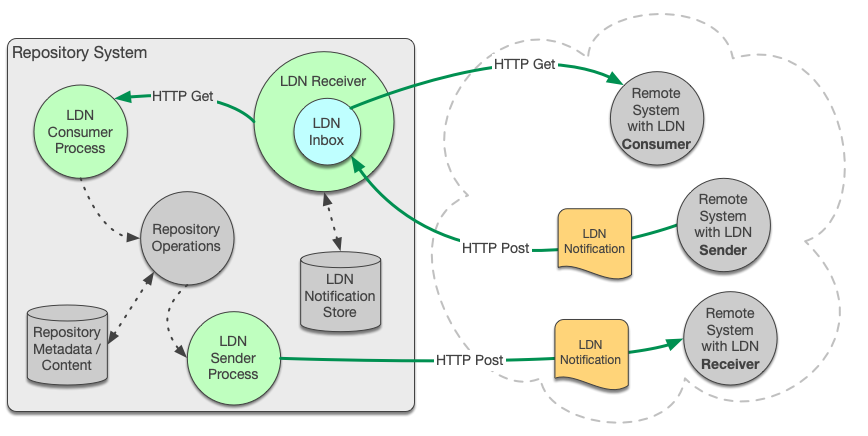 Repository System
LDN Receiver
HTTP Get
HTTP Get
LDN
Consumer
Process
LDN
Inbox
Remote
System
with LDN
Consumer
Repository
Operations
HTTP Post
LDN
Notification
Remote
System
with LDN
Sender
LDN
Notification
Store
Repository
Metadata /
Content
LDN
Sender
Process
HTTP Post
LDN
Notification
Remote
System
with LDN
Receiver